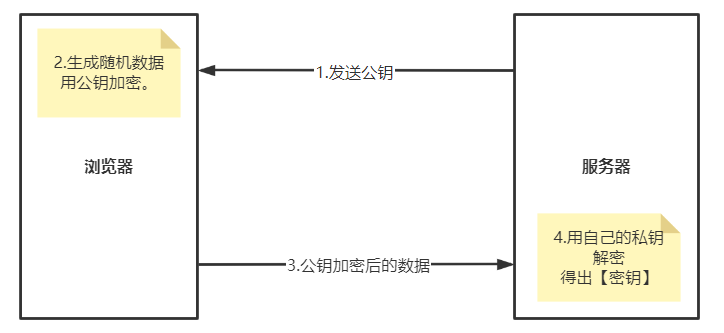 2.生成随机数据
用公钥加密。
1.发送公钥
浏览器
服务器
3.公钥加密后的数据
4.用自己的私钥
解密
得出【密钥】